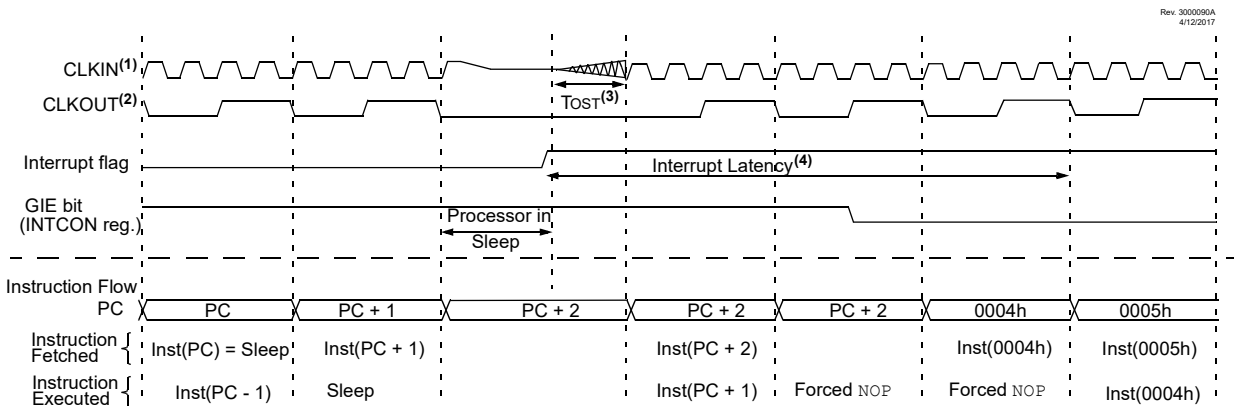 Rev. 3000090A
4/12/2017
CLKIN(1)
CLKOUT(2)
TOST(3)
Interrupt flag
Interrupt Latency(4)
GIE bit
(INTCON reg.)
Processor in
Sleep
Instruction Flow
PC PC PC + 1 PC + 2 PC + 2 PC + 2 0004h 0005h
Instruction
Fetched { Inst(PC) = Sleep Inst(PC + 1) Inst(PC + 2) Inst(0004h) Inst(0005h)
Instruction
Executed { Inst(PC - 1) Sleep Inst(PC + 1) Forced NOP Forced NOP Inst(0004h)